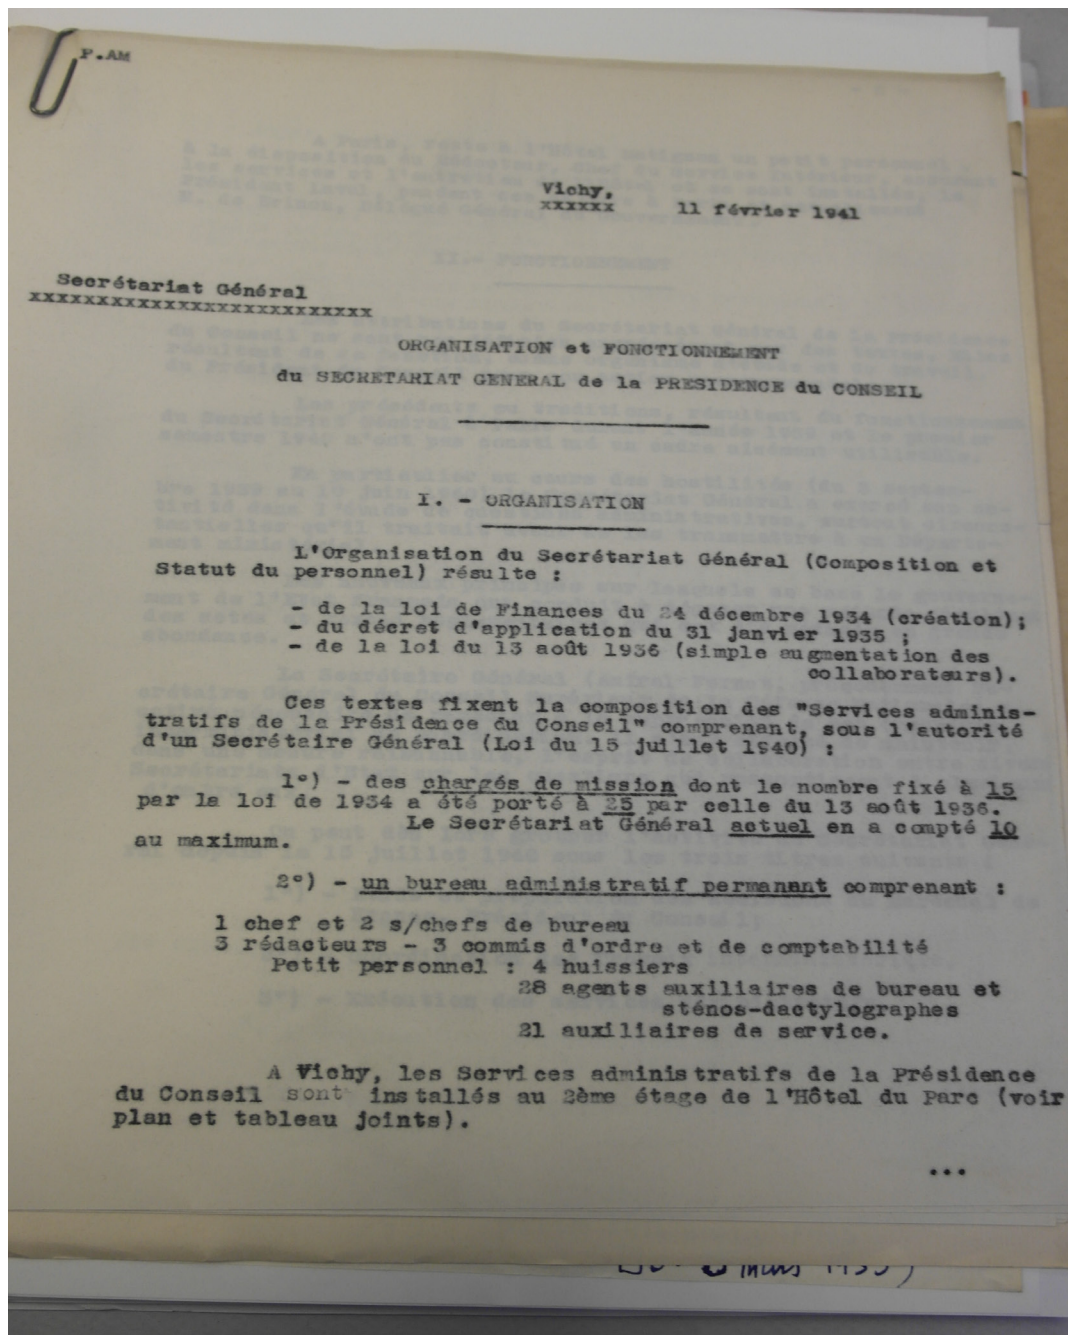 P.AM
Vichy,
xxxxxx 11 février 1941
Secrétariat Général
xxxxxxxxxxxxxxxxxxxxxxxxx
ORGANISATION et FONCTIONNEMENT
du SECRETARIAT GENERAL de la PRESIDENCE du CONSEIL
I. - ORGANISATION
L'Organisation du Secrétariat Général (Composition et
Statut du personnel) résulte :
- de la loi de Finances du 24 décembre 1934 (création);
- du décret d'application du 31 janvier 1935 ;
- de la loi du 13 août 1936 (simple augmentation des
collaborateurs).
Ces textes fixent la composition des "Services adminis-
tratifs de la Présidence du Conseil" comprenant, sous l'autorité
d'un Secrétaire Général (Loi du 15 juillet 1940) :
1°) - des chargés de mission dont le nombre fixé à 15
par la loi de 1934 a été porté à 25 par celle du 13 août 1936.
Le Secrétariat Général actuel en a compté 10
au maximum.
2°) - un bureau administratif permanant comprenant :
1 chef et 2 s/chefs de bureau
3 rédacteurs - 3 commis d'ordre et de comptabilité
Petit personnel : 4 huissiers
28 agents auxiliaires de bureau et
sténos-dactylographes
21 auxiliaires de service.
A Vichy, les Services administratifs de la Présidence
du Conseil sont installés au 2ème étage de l'Hôtel du Parc (voir
plan et tableau joints).
...